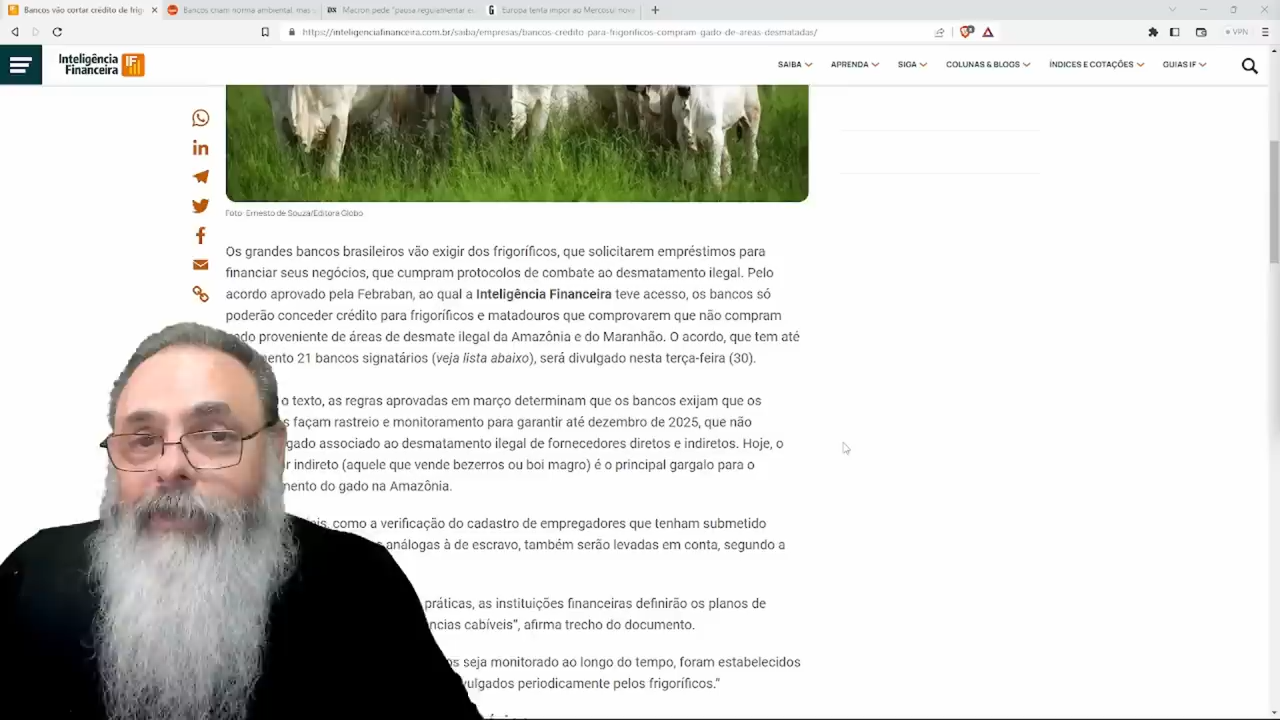 Bancos vão cortar crédito de frig
Bancos criam norma ambiental, mas
Macron pede "pausa regulamentar e
Europa tenta impor ao Mercosul nov
https://inteligenciafinanceira.com.br/saiba/empresas/bancos-credito-para-frigorificos-compram-gado-de-areas-desmatadas/
VPN
Inteligência
Financeira IF
SAIBA
APRENDA
SIGA
COLUNAS & BLOGS
ÍNDICES E COTAÇÕES
GUIAS IF
Foto: Ernesto de Souza/Editora Globo
Os grandes bancos brasileiros vão exigir dos frigoríficos, que solicitarem empréstimos para
financiar seus negócios, que cumpram protocolos de combate ao desmatamento ilegal. Pelo
acordo aprovado pela Febraban, ao qual a Inteligência Financeira teve acesso, os bancos só
poderão conceder crédito para frigoríficos e matadouros que comprovarem que não compram
gado proveniente de áreas de desmate ilegal da Amazônia e do Maranhão. O acordo, que tem até
mento 21 bancos signatários (veja lista abaixo), será divulgado nesta terça-feira (30).
o texto, as regras aprovadas em março determinam que os bancos exijam que os
s façam rastreio e monitoramento para garantir até dezembro de 2025, que não
gado associado ao desmatamento ilegal de fornecedores diretos e indiretos. Hoje, o
r indireto (aquele que vende bezerros ou boi magro) é o principal gargalo para o
mento do gado na Amazônia.
ais, como a verificação do cadastro de empregadores que tenham submetido
análogas à de escravo, também serão levadas em conta, segundo a
práticas, as instituições financeiras definirão os planos de
ncias cabíveis", afirma trecho do documento.
os seja monitorado ao longo do tempo, foram estabelecidos
vulgados periodicamente pelos frigoríficos."